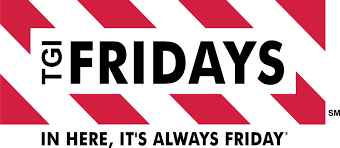 TGI FRIDAYS
SM
IN HERE, IT'S ALWAYS FRIDAY®